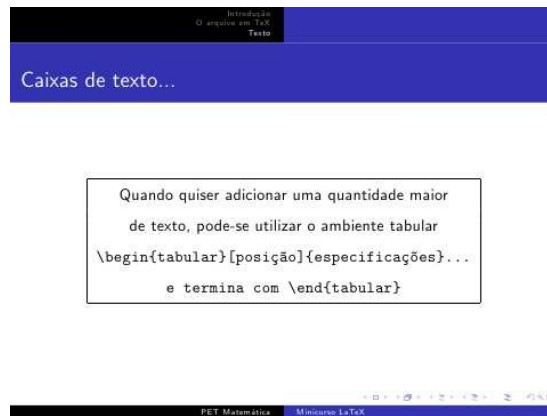 Introdução
O arquivo em TeX
Texto
Caixas de texto...
Quando quiser adicionar uma quantidade maior
de texto, pode-se utilizar o ambiente tabular
\begin{tabular}[posição]{especificações}...
e termina com \end{tabular}
PET Matemática
Minicurso LaTeX